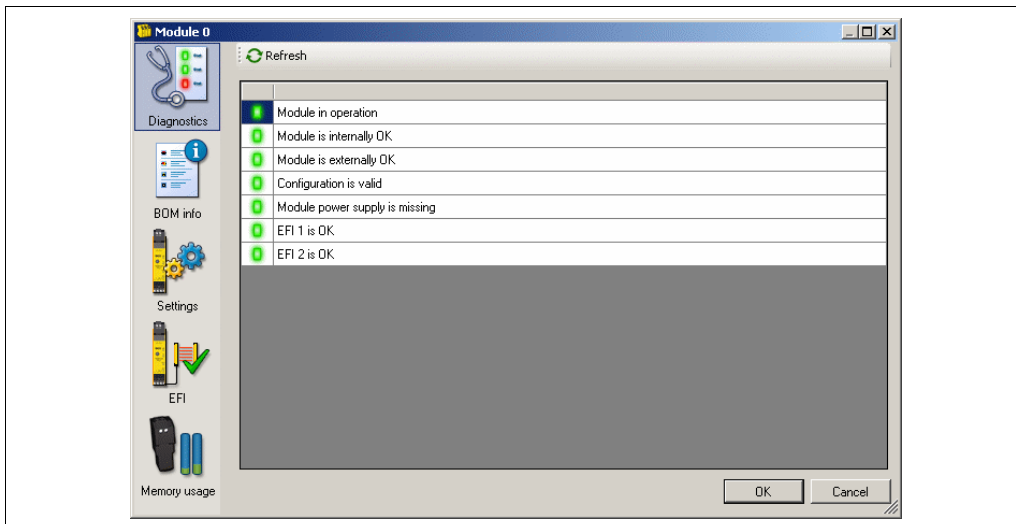 Module 0
Refresh
Diagnostics
Module in operation
Module is internally OK
Module is externally OK
Configuration is valid
BOM info
Module power supply is missing
EFI 1 is OK
EFI 2 is OK
Settings
EFI
Memory usage
OK
Cancel